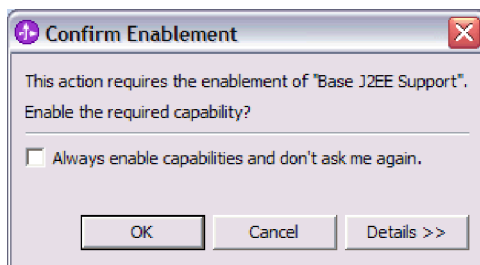 Confirm Enablement
This action requires the enablement of "Base J2EE Support".
Enable the required capability?
Always enable capabilities and don't ask me again.
OK
Cancel
Details >>